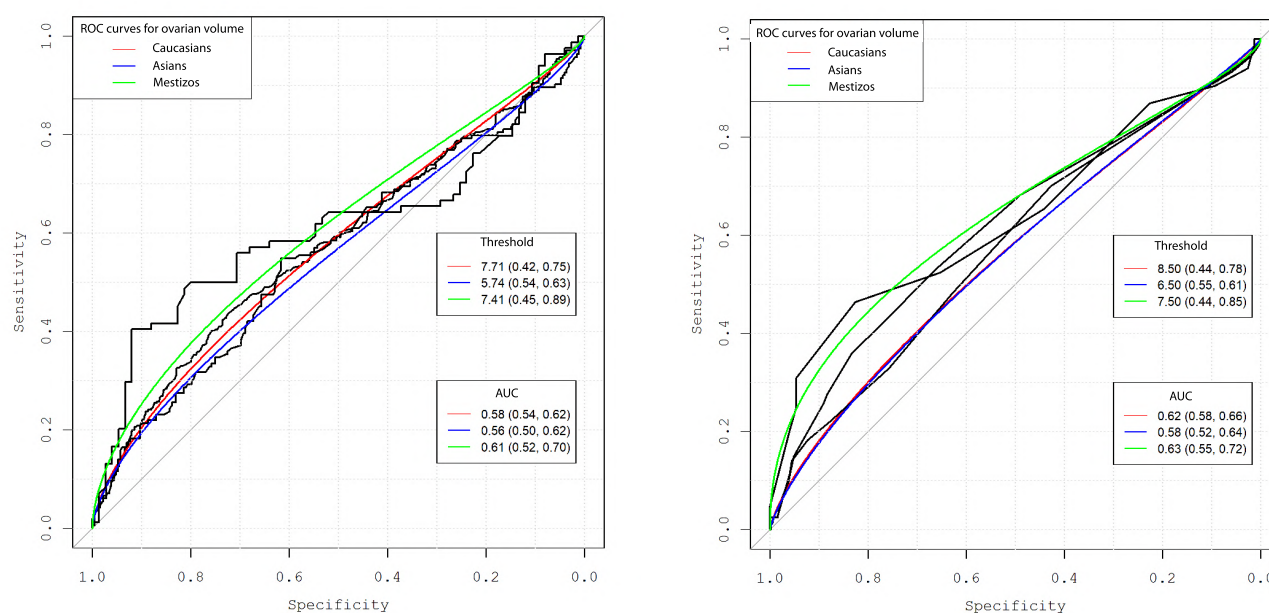 ROC curves for ovarian volume
Caucasians
Asians
Mestizos
1.0
0.8
0.6
0.4
0.2
0.0
Sensitivity
Threshold
7.71 (0.42, 0.75)
5.74 (0.54, 0.63)
7.41 (0.45, 0.89)
AUC
0.58 (0.54, 0.62)
0.56 (0.50, 0.62)
0.61 (0.52, 0.70)
1.0 0.8 0.6 0.4 0.2 0.0
Specificity
ROC curves for ovarian volume
Caucasians
Asians
Mestizos
1.0
0.8
0.6
0.4
0.2
0.0
Sensitivity
Threshold
8.50 (0.44, 0.78)
6.50 (0.55, 0.61)
7.50 (0.44, 0.85)
AUC
0.62 (0.58, 0.66)
0.58 (0.52, 0.64)
0.63 (0.55, 0.72)
1.0 0.8 0.6 0.4 0.2 0.0
Specificity